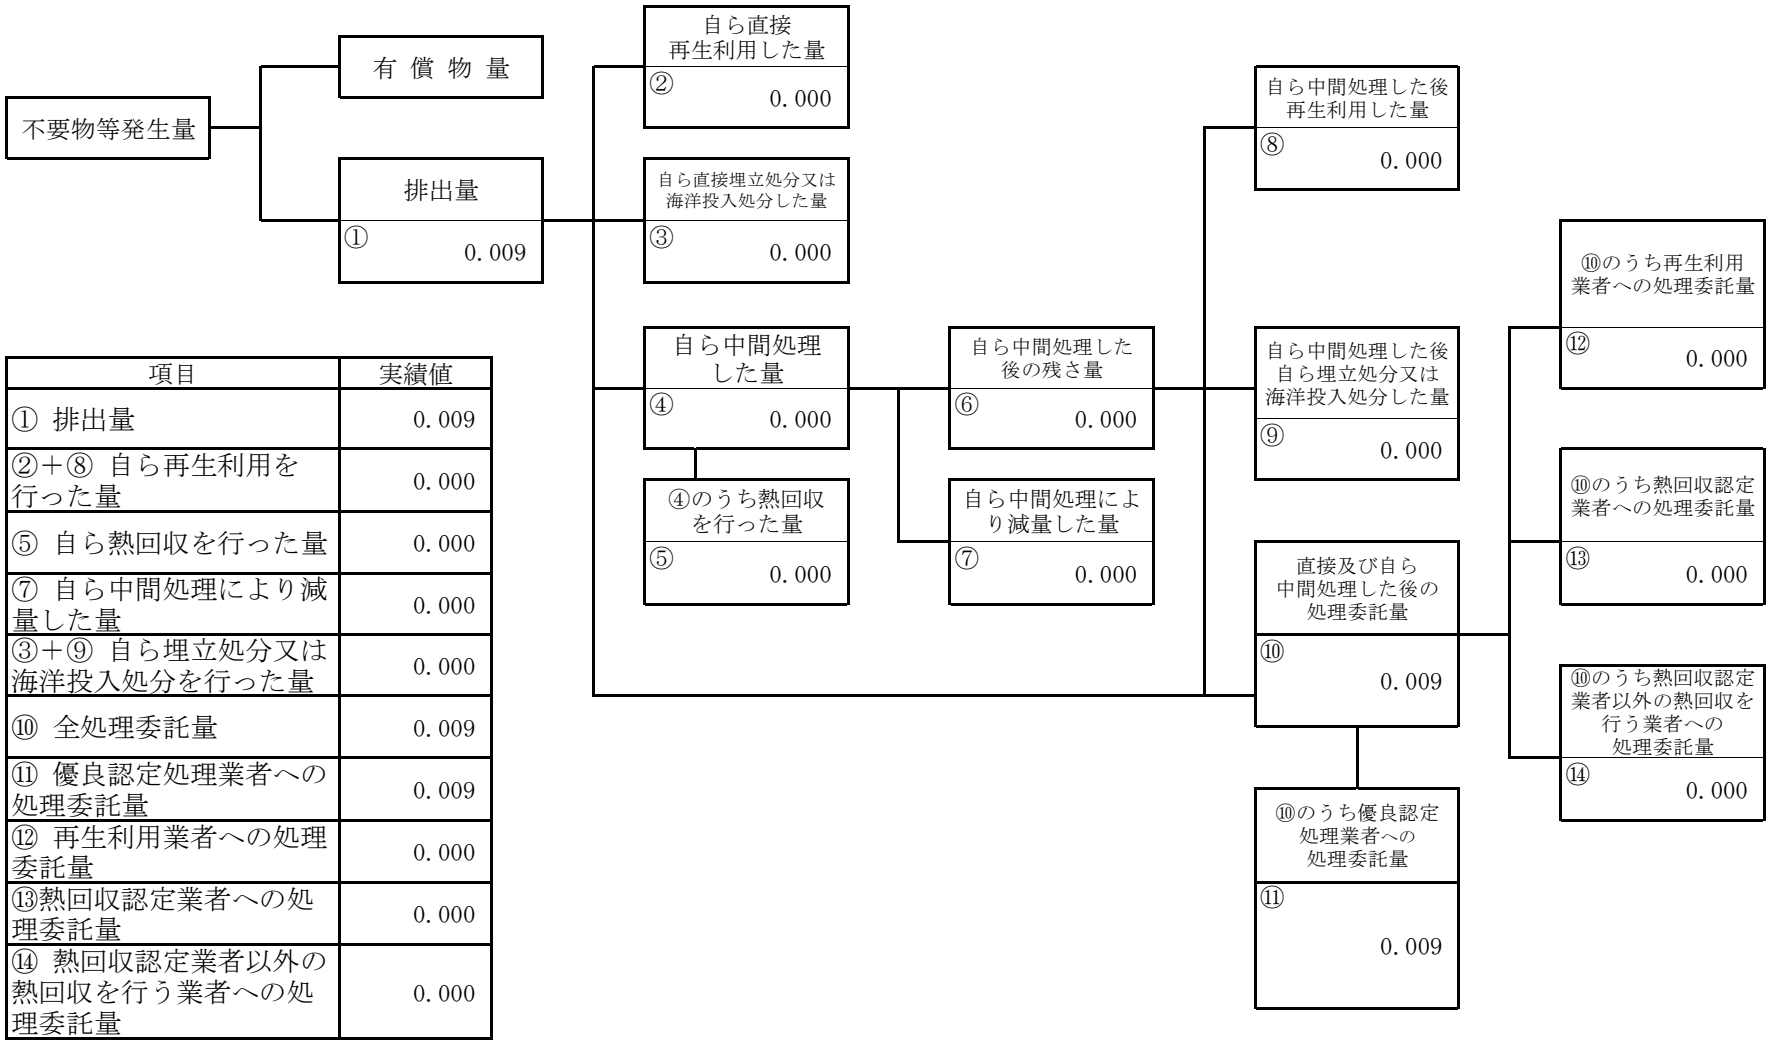 不要物等発生量
有 償 物 量
排出量
① 0.009
自ら直接
再生利用した量
② 0.000
自ら直接埋立処分又は
海洋投入処分した量
③ 0.000
自ら中間処理
した量
④ 0.000
④のうち熱回収
を行った量
⑤ 0.000
自ら中間処理した
後の残さ量
⑥ 0.000
自ら中間処理によ
り減量した量
⑦ 0.000
自ら中間処理した後
再生利用した量
⑧ 0.000
自ら中間処理した後
自ら埋立処分又は
海洋投入処分した量
⑨ 0.000
直接及び自ら
中間処理した後の
処理委託量
⑩ 0.009
⑩のうち優良認定
処理業者への
処理委託量
⑪ 0.009
⑩のうち再生利用
業者への処理委託量
⑫ 0.000
⑩のうち熱回収認定
業者への処理委託量
⑬ 0.000
⑩のうち熱回収認定
業者以外の熱回収を
行う業者への
処理委託量
⑭ 0.000
項目 実績値
① 排出量 0.009
②+⑧ 自ら再生利用を
行った量 0.000
⑤ 自ら熱回収を行った量 0.000
⑦ 自ら中間処理により減
量した量 0.000
③+⑨ 自ら埋立処分又は
海洋投入処分を行った量 0.000
⑩ 全処理委託量 0.009
⑪ 優良認定処理業者への
処理委託量 0.009
⑫ 再生利用業者への処理
委託量 0.000
⑬熱回収認定業者への処
理委託量 0.000
⑭ 熱回収認定業者以外の
熱回収を行う業者への処
理委託量 0.000